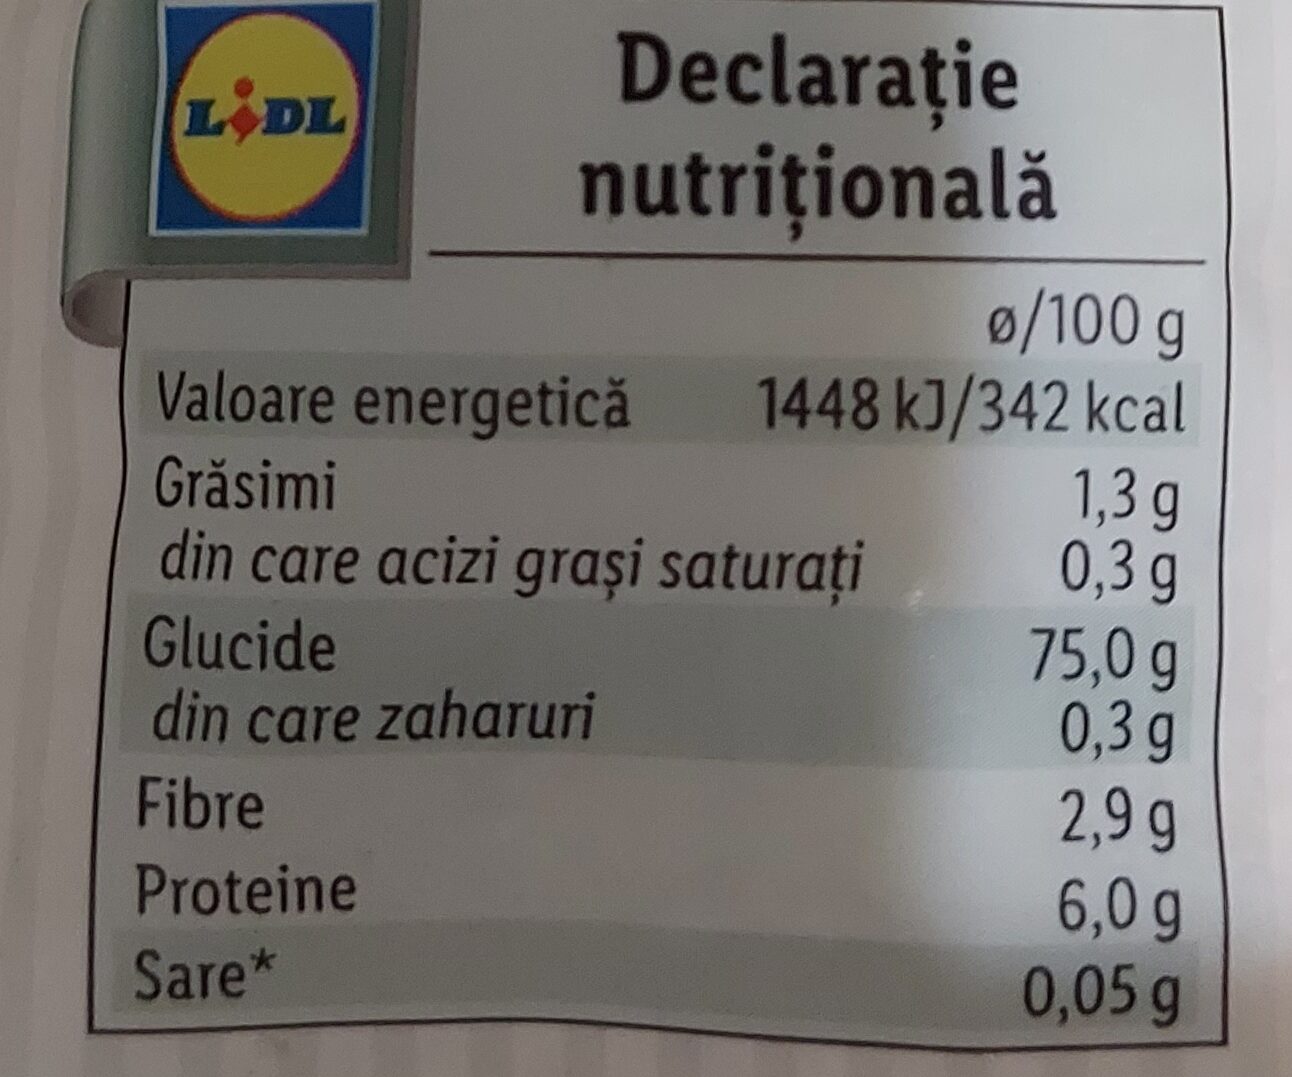 LIDL
Declarație
nutrițională
ø/100 g
Valoare energetică 1448 kJ/342 kcal
Grăsimi 1,3 g
din care acizi grași saturați 0,3 g
Glucide 75,0 g
din care zaharuri 0,3 g
Fibre 2,9 g
Proteine 6,0 g
Sare* 0,05 g